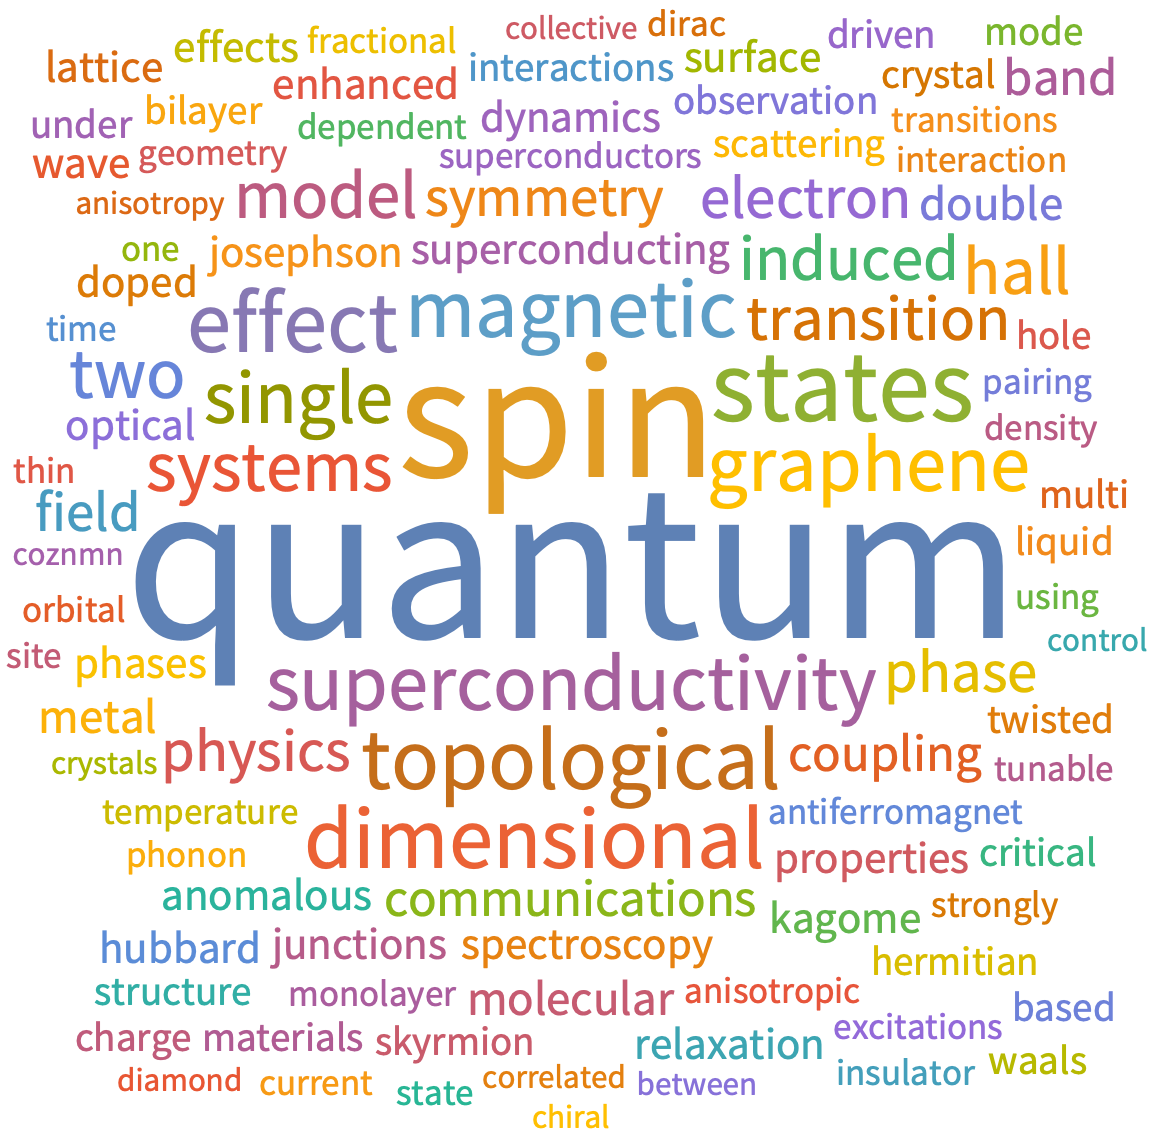 collective dirac driven mode
lattice effects fractional interactions surface crystal band
under bilayer enhanced dependent dynamics observation transitions
wave geometry superconductors scattering interaction
anisotropy model symmetry electron double
one josephson superconducting induced hall
doped effect magnetic transition
time two single spin states hole
optical pairing
thin systems graphene density
field multi
coznmn quantum liquid
orbital using
site phases control
superconductivity phase
metal twisted
crystals physics topological coupling tunable
temperature dimensional antiferromagnet
phonon properties critical
anomalous communications kagome strongly
hubbard junctions spectroscopy hermitian
structure monolayer molecular anisotropic based
charge materials skyrmion relaxation excitations
diamond current state correlated between insulator waals
chiral